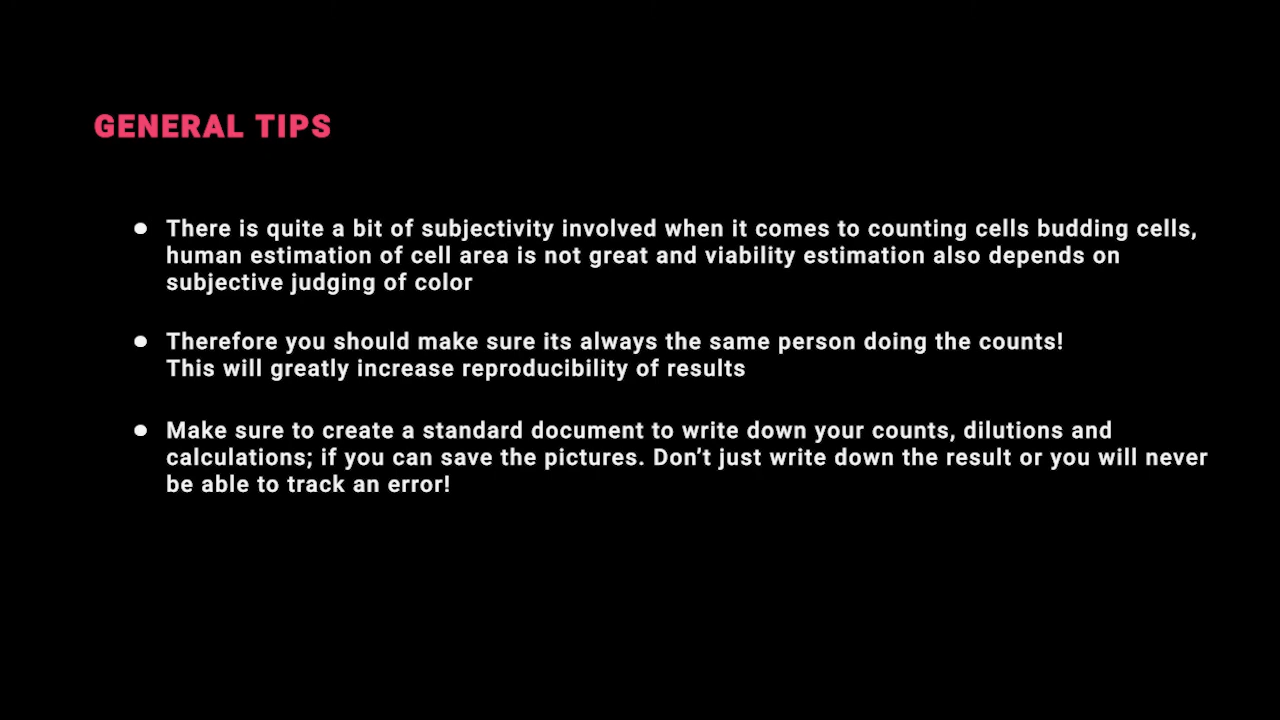 GENERAL TIPS
● There is quite a bit of subjectivity involved when it comes to counting cells budding cells,
human estimation of cell area is not great and viability estimation also depends on
subjective judging of color
● Therefore you should make sure its always the same person doing the counts!
This will greatly increase reproducibility of results
● Make sure to create a standard document to write down your counts, dilutions and
calculations; if you can save the pictures. Don’t just write down the result or you will never
be able to track an error!